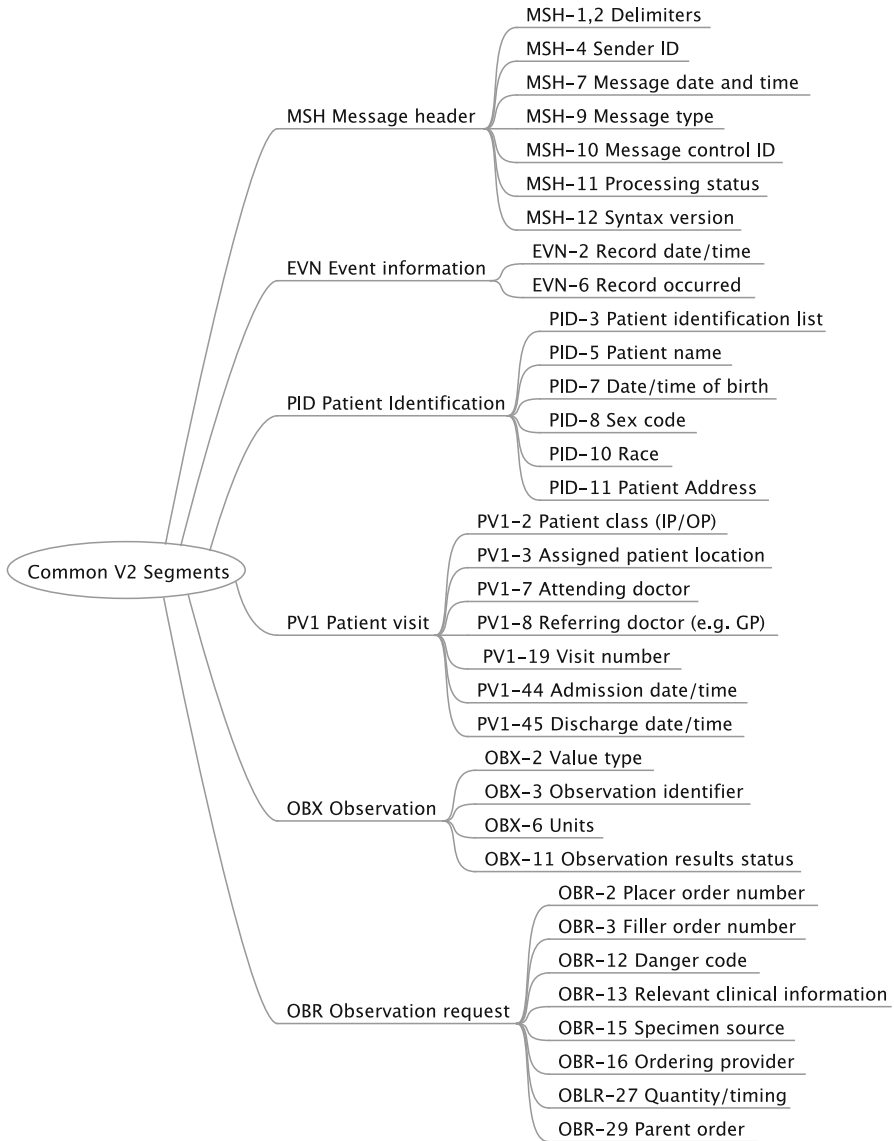 Common V2 Segments
MSH Message header
MSH–1,2 Delimiters
MSH–4 Sender ID
MSH–7 Message date and time
MSH–9 Message type
MSH–10 Message control ID
MSH–11 Processing status
MSH–12 Syntax version
EVN Event information
EVN–2 Record date/time
EVN–6 Record occurred
PID Patient Identification
PID–3 Patient identification list
PID–5 Patient name
PID–7 Date/time of birth
PID–8 Sex code
PID–10 Race
PID–11 Patient Address
PV1 Patient visit
PV1–2 Patient class (IP/OP)
PV1–3 Assigned patient location
PV1–7 Attending doctor
PV1–8 Referring doctor (e.g. GP)
PV1–19 Visit number
PV1–44 Admission date/time
PV1–45 Discharge date/time
OBX Observation
OBX–2 Value type
OBX–3 Observation identifier
OBX–6 Units
OBX–11 Observation results status
OBR Observation request
OBR–2 Placer order number
OBR–3 Filler order number
OBR–12 Danger code
OBR–13 Relevant clinical information
OBR–15 Specimen source
OBR–16 Ordering provider
OBLR–27 Quantity/timing
OBR–29 Parent order